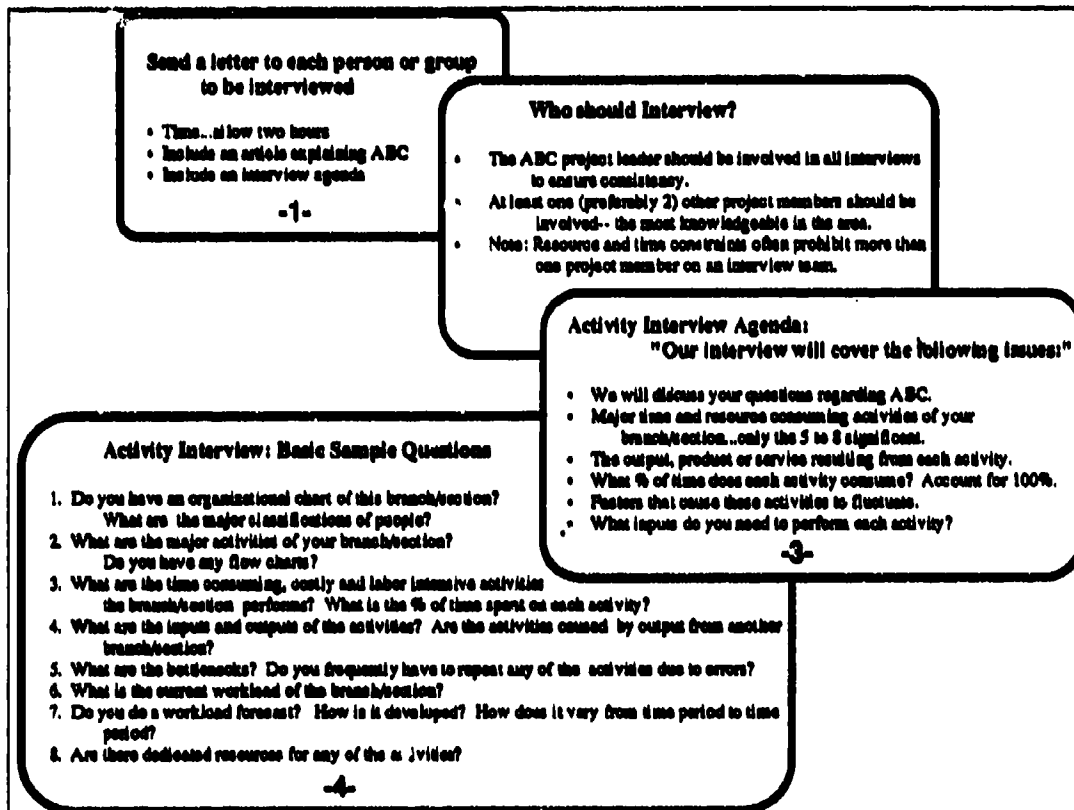 Send a letter to each person or group
to be interviewed
• Time...allow two hours
• Include an article explaining ABC
• Include an interview agenda
-1-
Who should Interview?
• The ABC project leader should be involved in all interviews
to ensure consistency.
• At least one (preferably 2) other project members should be
involved-- the most knowledgeable in the area.
• Note: Resource and time constraints often prohibit more than
one project member on an interview team.
Activity Interview Agenda:
"Our interview will cover the following issues:"
• We will discuss your questions regarding ABC.
• Major time and resource consuming activities of your
branch/section...only the 5 to 8 significant.
• The output, product or service resulting from each activity.
• What % of time does each activity consume? Account for 100%.
• Factors that cause these activities to fluctuate.
• What inputs do you need to perform each activity?
-3-
Activity Interview: Basic Sample Questions
1. Do you have an organizational chart of this branch/section?
What are the major classifications of people?
2. What are the major activities of your branch/section?
Do you have any flow charts?
3. What are the time consuming, costly and labor intensive activities
the branch/section performs? What is the % of time spent on each activity?
4. What are the inputs and outputs of the activities? Are the activities caused by output from another
branch/section?
5. What are the bottlenecks? Do you frequently have to repeat any of the activities due to errors?
6. What is the current workload of the branch/section?
7. Do you do a workload forecast? How is it developed? How does it vary from time period to time
period?
8. Are there dedicated resources for any of the activities?
-4-